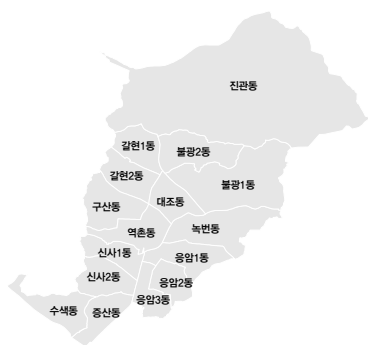 진관동
갈현1동
불광2동
갈현2동
불광1동
구산동
대조동
역촌동
녹번동
신사1동
응암1동
신사2동
응암2동
응암3동
수색동
증산동